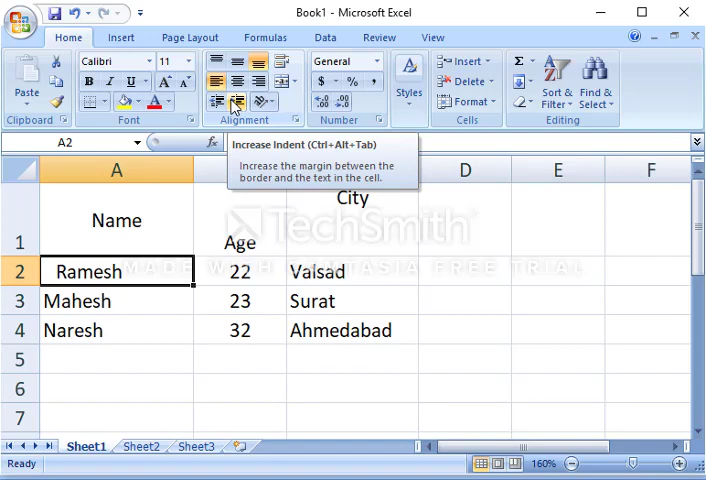 Book1 - Microsoft Excel
Home Insert Page Layout Formulas Data Review View
Paste
Calibri 11
B I U A A
A
General
$ % ,
Styles
Insert
Delete
Format
Σ
Sort & Filter
Find & Select
Clipboard Font Alignment Number Cells Editing
A2 fx
Increase Indent (Ctrl+Alt+Tab)
Increase the margin between the
border and the text in the cell.
A D E F
1 Name Age City
2 Ramesh 22 Valsad
3 Mahesh 23 Surat
4 Naresh 32 Ahmedabad
5
6
7
TechSmith
MADE WITH CAMTASIA FREE TRIAL
Sheet1 Sheet2 Sheet3
Ready 160%